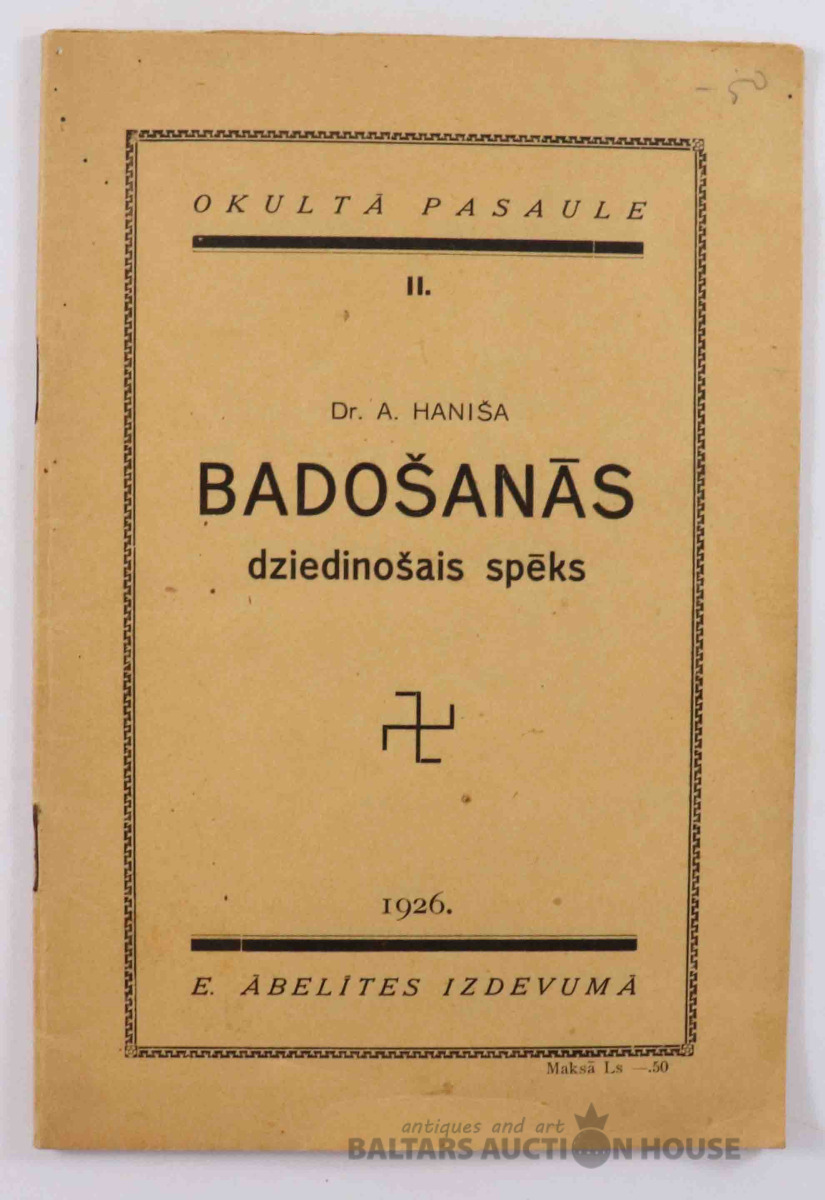 - 50
OKULTĀ PASAULE
II.
Dr. A. HANIŠA
BADOŠANĀS
dziedinošais spēks
1926.
E. ĀBELĪTES IZDEVUMĀ
Maksā Ls —.50
antiques and art
BALTARS AUCTION HOUSE